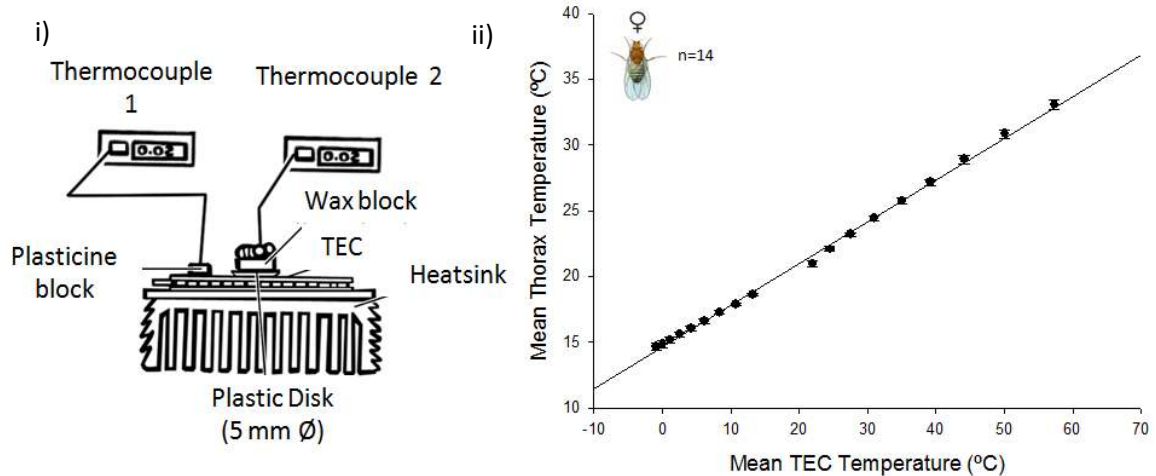 i)
Thermocouple
1
Thermocouple 2
0.02
0.02
Wax block
TEC
Plasticine
block
Heatsink
Plastic Disk
(5 mm Ø)
ii)
♀
n=14
Mean Thorax Temperature (ºC)
40
35
30
25
20
15
10
-10 0 10 20 30 40 50 60 70
Mean TEC Temperature (ºC)